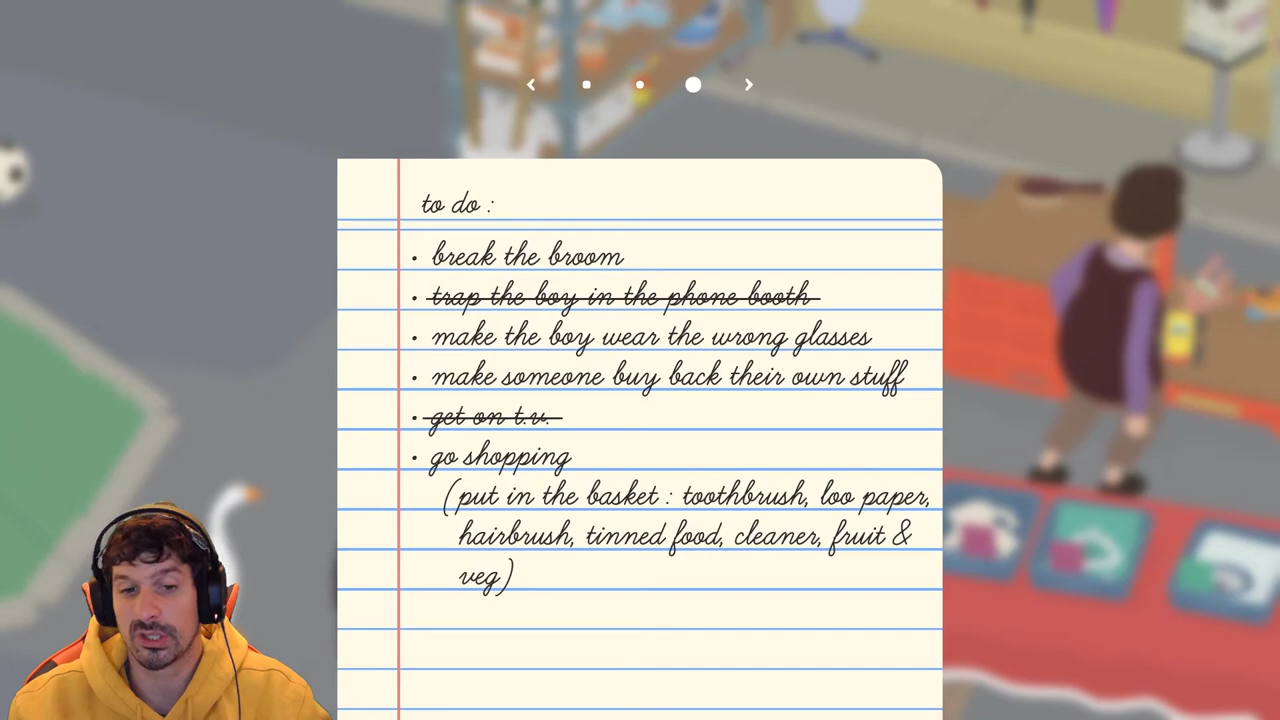 to do :
• break the broom
• trap the boy in the phone booth
• make the boy wear the wrong glasses
• make someone buy back their own stuff
• get on t.v.
• go shopping
(put in the basket : toothbrush, loo paper,
hairbrush, tinned food, cleaner, fruit &
veg)